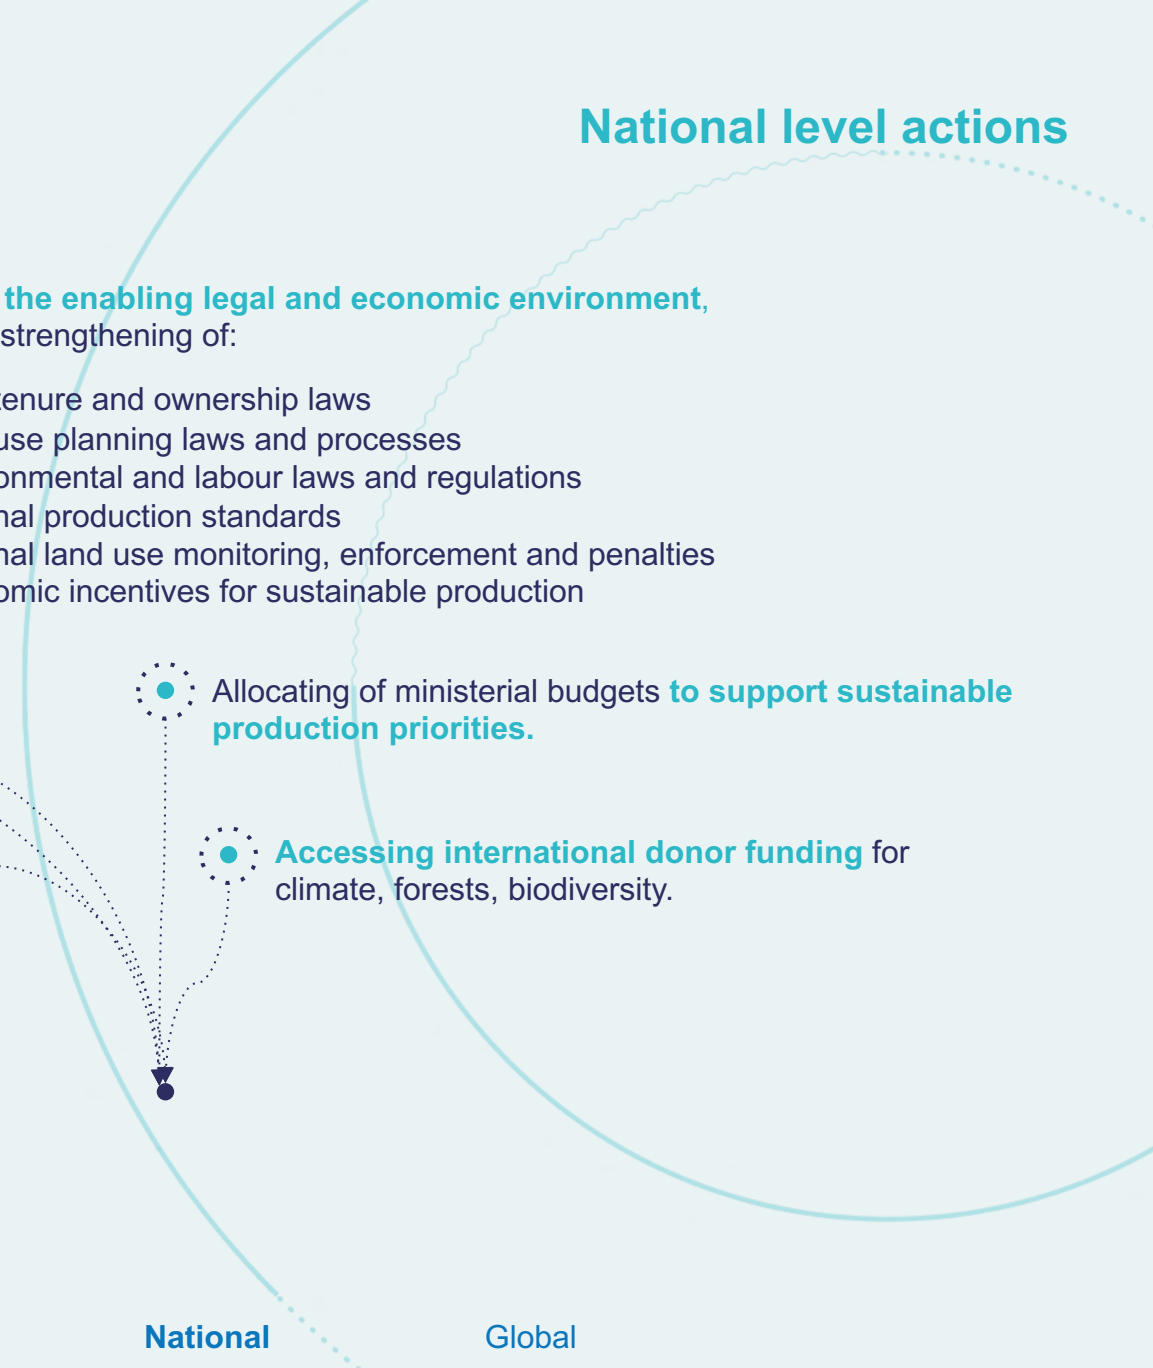 National level actions
the enabling legal and economic environment,
strengthening of:
tenure and ownership laws
use planning laws and processes
onmental and labour laws and regulations
nal production standards
nal land use monitoring, enforcement and penalties
omic incentives for sustainable production
Allocating of ministerial budgets to support sustainable
production priorities.
Accessing international donor funding for
climate, forests, biodiversity.
National Global